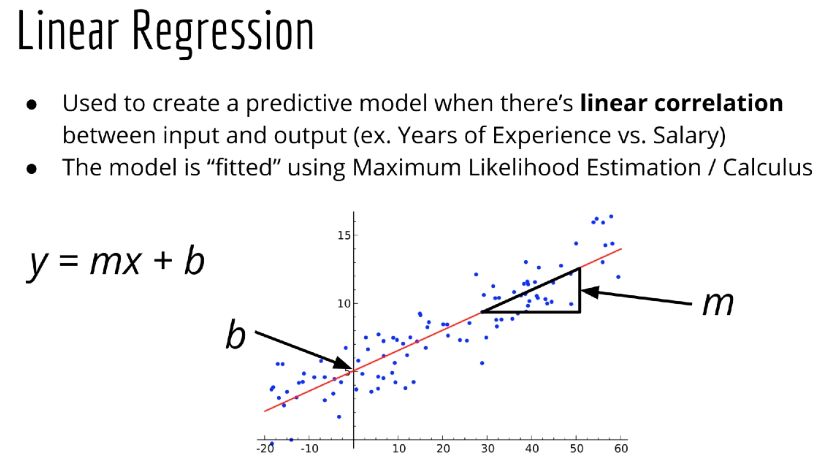 Linear Regression
● Used to create a predictive model when there's linear correlation
between input and output (ex. Years of Experience vs. Salary)
● The model is "fitted" using Maximum Likelihood Estimation / Calculus
y = mx + b
15
10
b
m
-20 -10 10 20 30 40 50 60